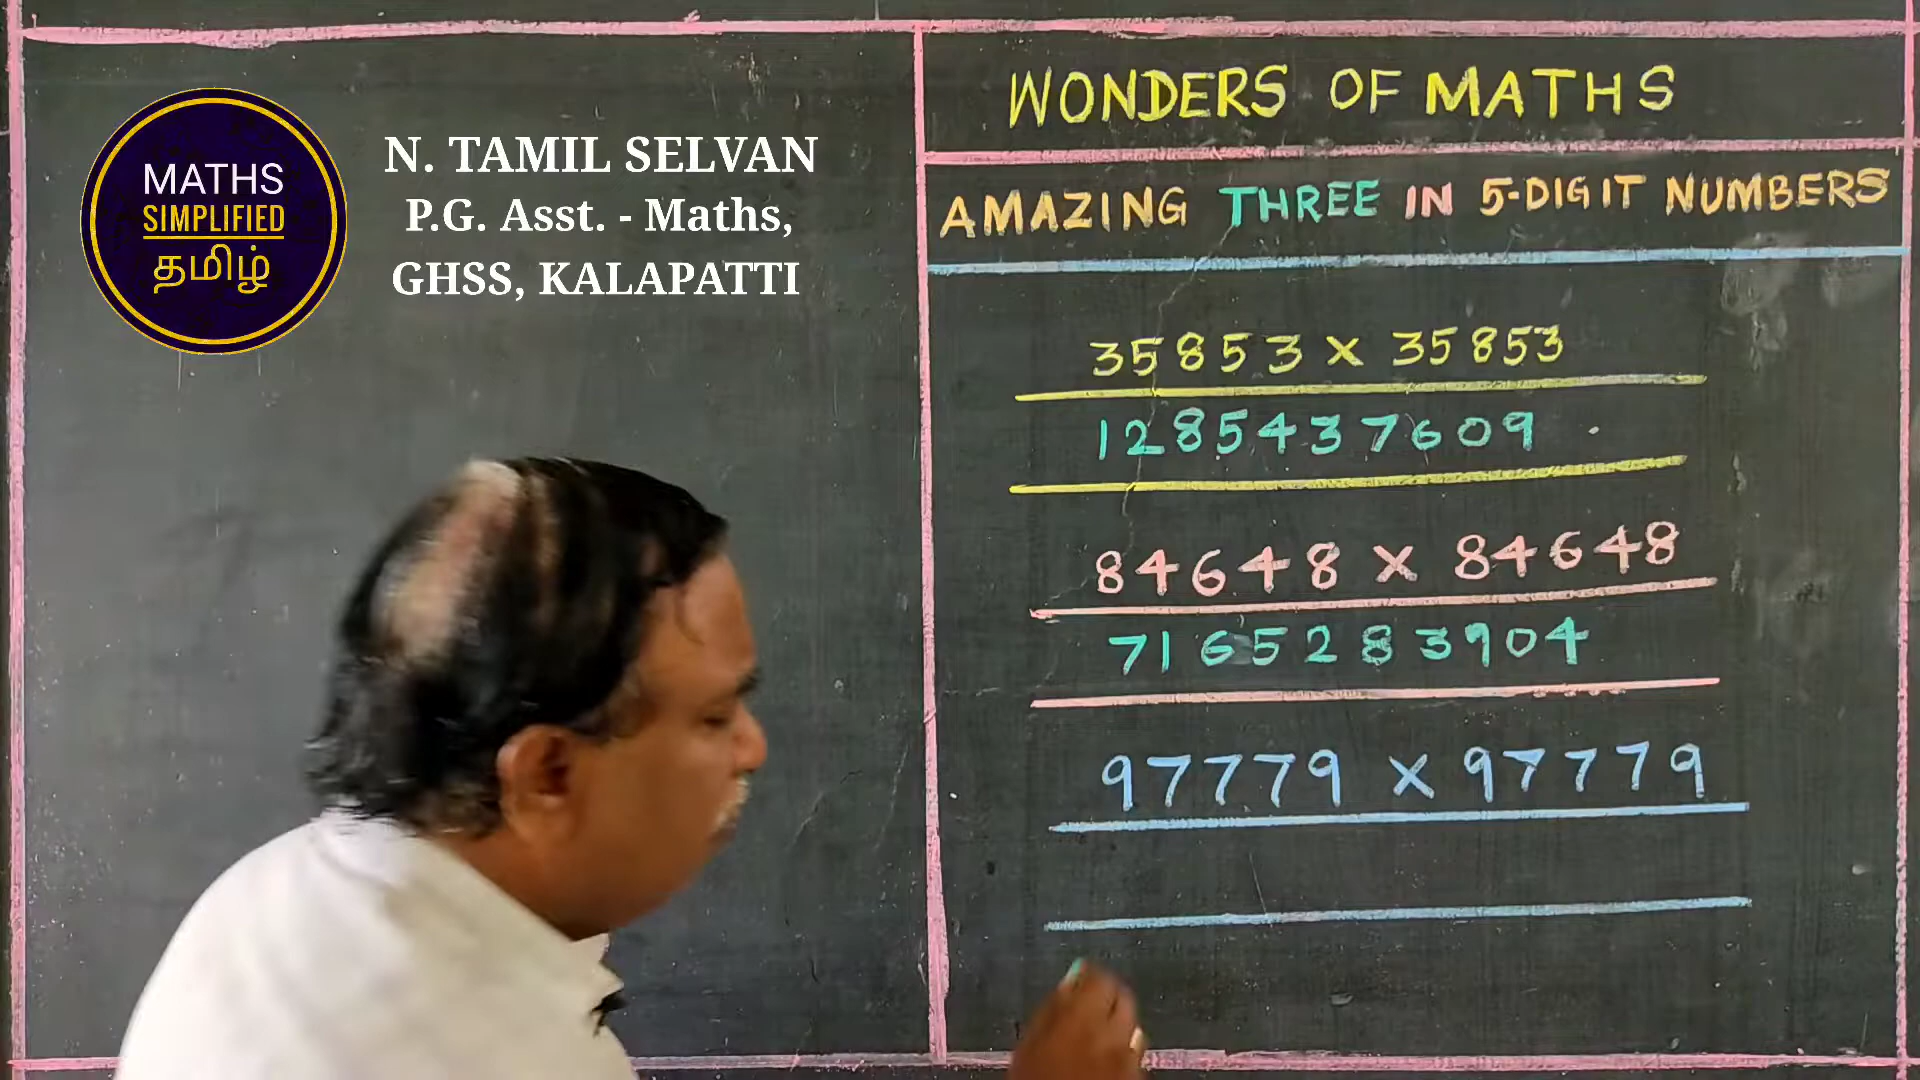 MATHS
SIMPLIFIED
தமிழ்
N. TAMIL SELVAN
P.G. Asst. - Maths,
GHSS, KALAPATTI
WONDERS OF MATHS
AMAZING THREE IN 5-DIGIT NUMBERS
35853 × 35853
1285437609
84648 × 84648
7165283904
97779 × 97779